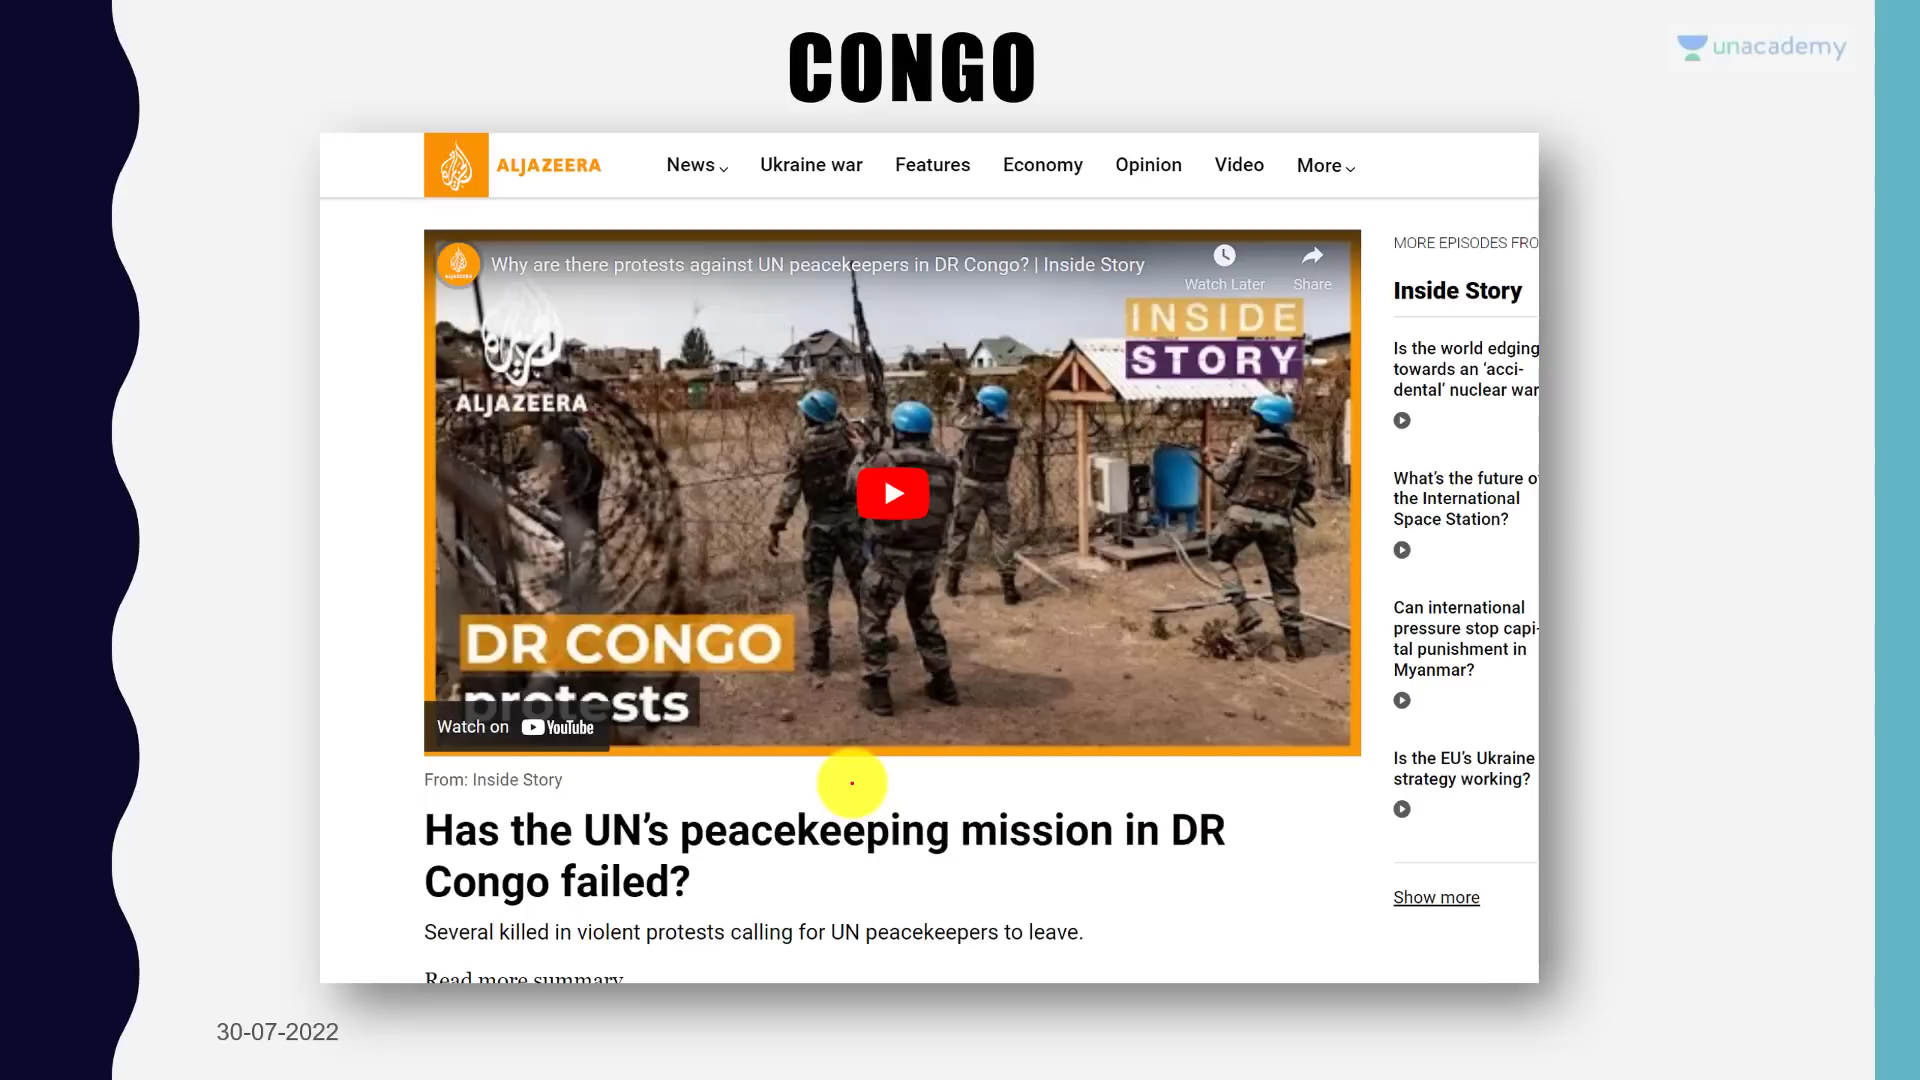 CONGO
unacademy
ALJAZEERA
News
Ukraine war
Features
Economy
Opinion
Video
More
Why are there protests against UN peacekeepers in DR Congo? | Inside Story
Watch Later
Share
INSIDE
STORY
ALJAZEERA
DR CONGO
protests
Watch on YouTube
From: Inside Story
Has the UN’s peacekeeping mission in DR
Congo failed?
Several killed in violent protests calling for UN peacekeepers to leave.
Read more summary
MORE EPISODES FRO
Inside Story
Is the world edging
towards an ‘acci-
dental’ nuclear war
What’s the future o
the International
Space Station?
Can international
pressure stop capi-
tal punishment in
Myanmar?
Is the EU’s Ukraine
strategy working?
Show more
30-07-2022